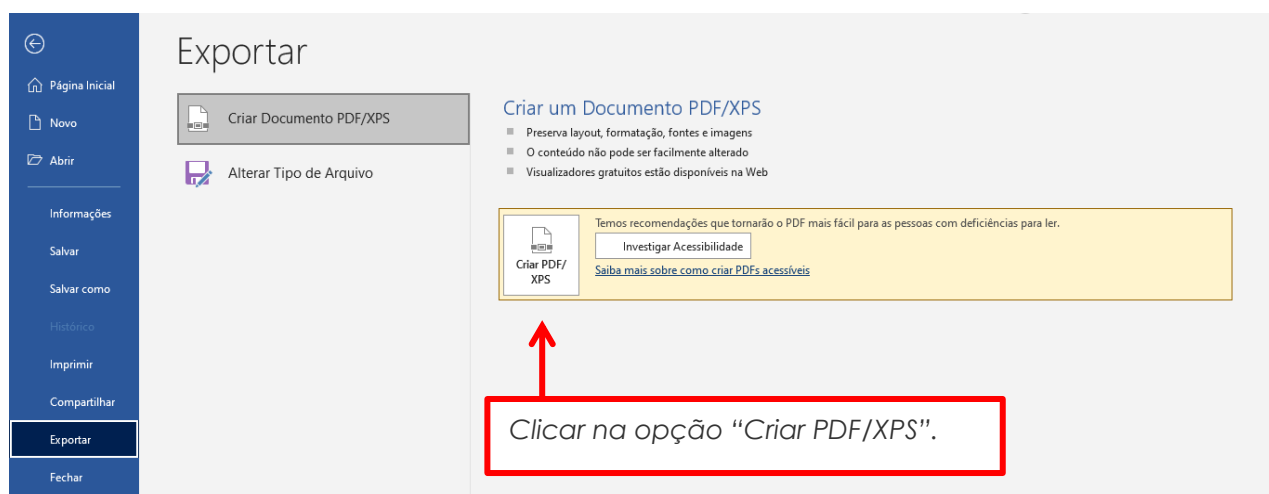 Exportar
Página Inicial
Novo
Abrir
Informações
Salvar
Salvar como
Histórico
Imprimir
Compartilhar
Exportar
Fechar
Criar Documento PDF/XPS
Alterar Tipo de Arquivo
Criar um Documento PDF/XPS
Preserva layout, formatação, fontes e imagens
O conteúdo não pode ser facilmente alterado
Visualizadores gratuitos estão disponíveis na Web
Criar PDF/
XPS
Temos recomendações que tornarão o PDF mais fácil para as pessoas com deficiências para ler.
Investigar Acessibilidade
Saiba mais sobre como criar PDFs acessíveis
Clicar na opção “Criar PDF/XPS”.